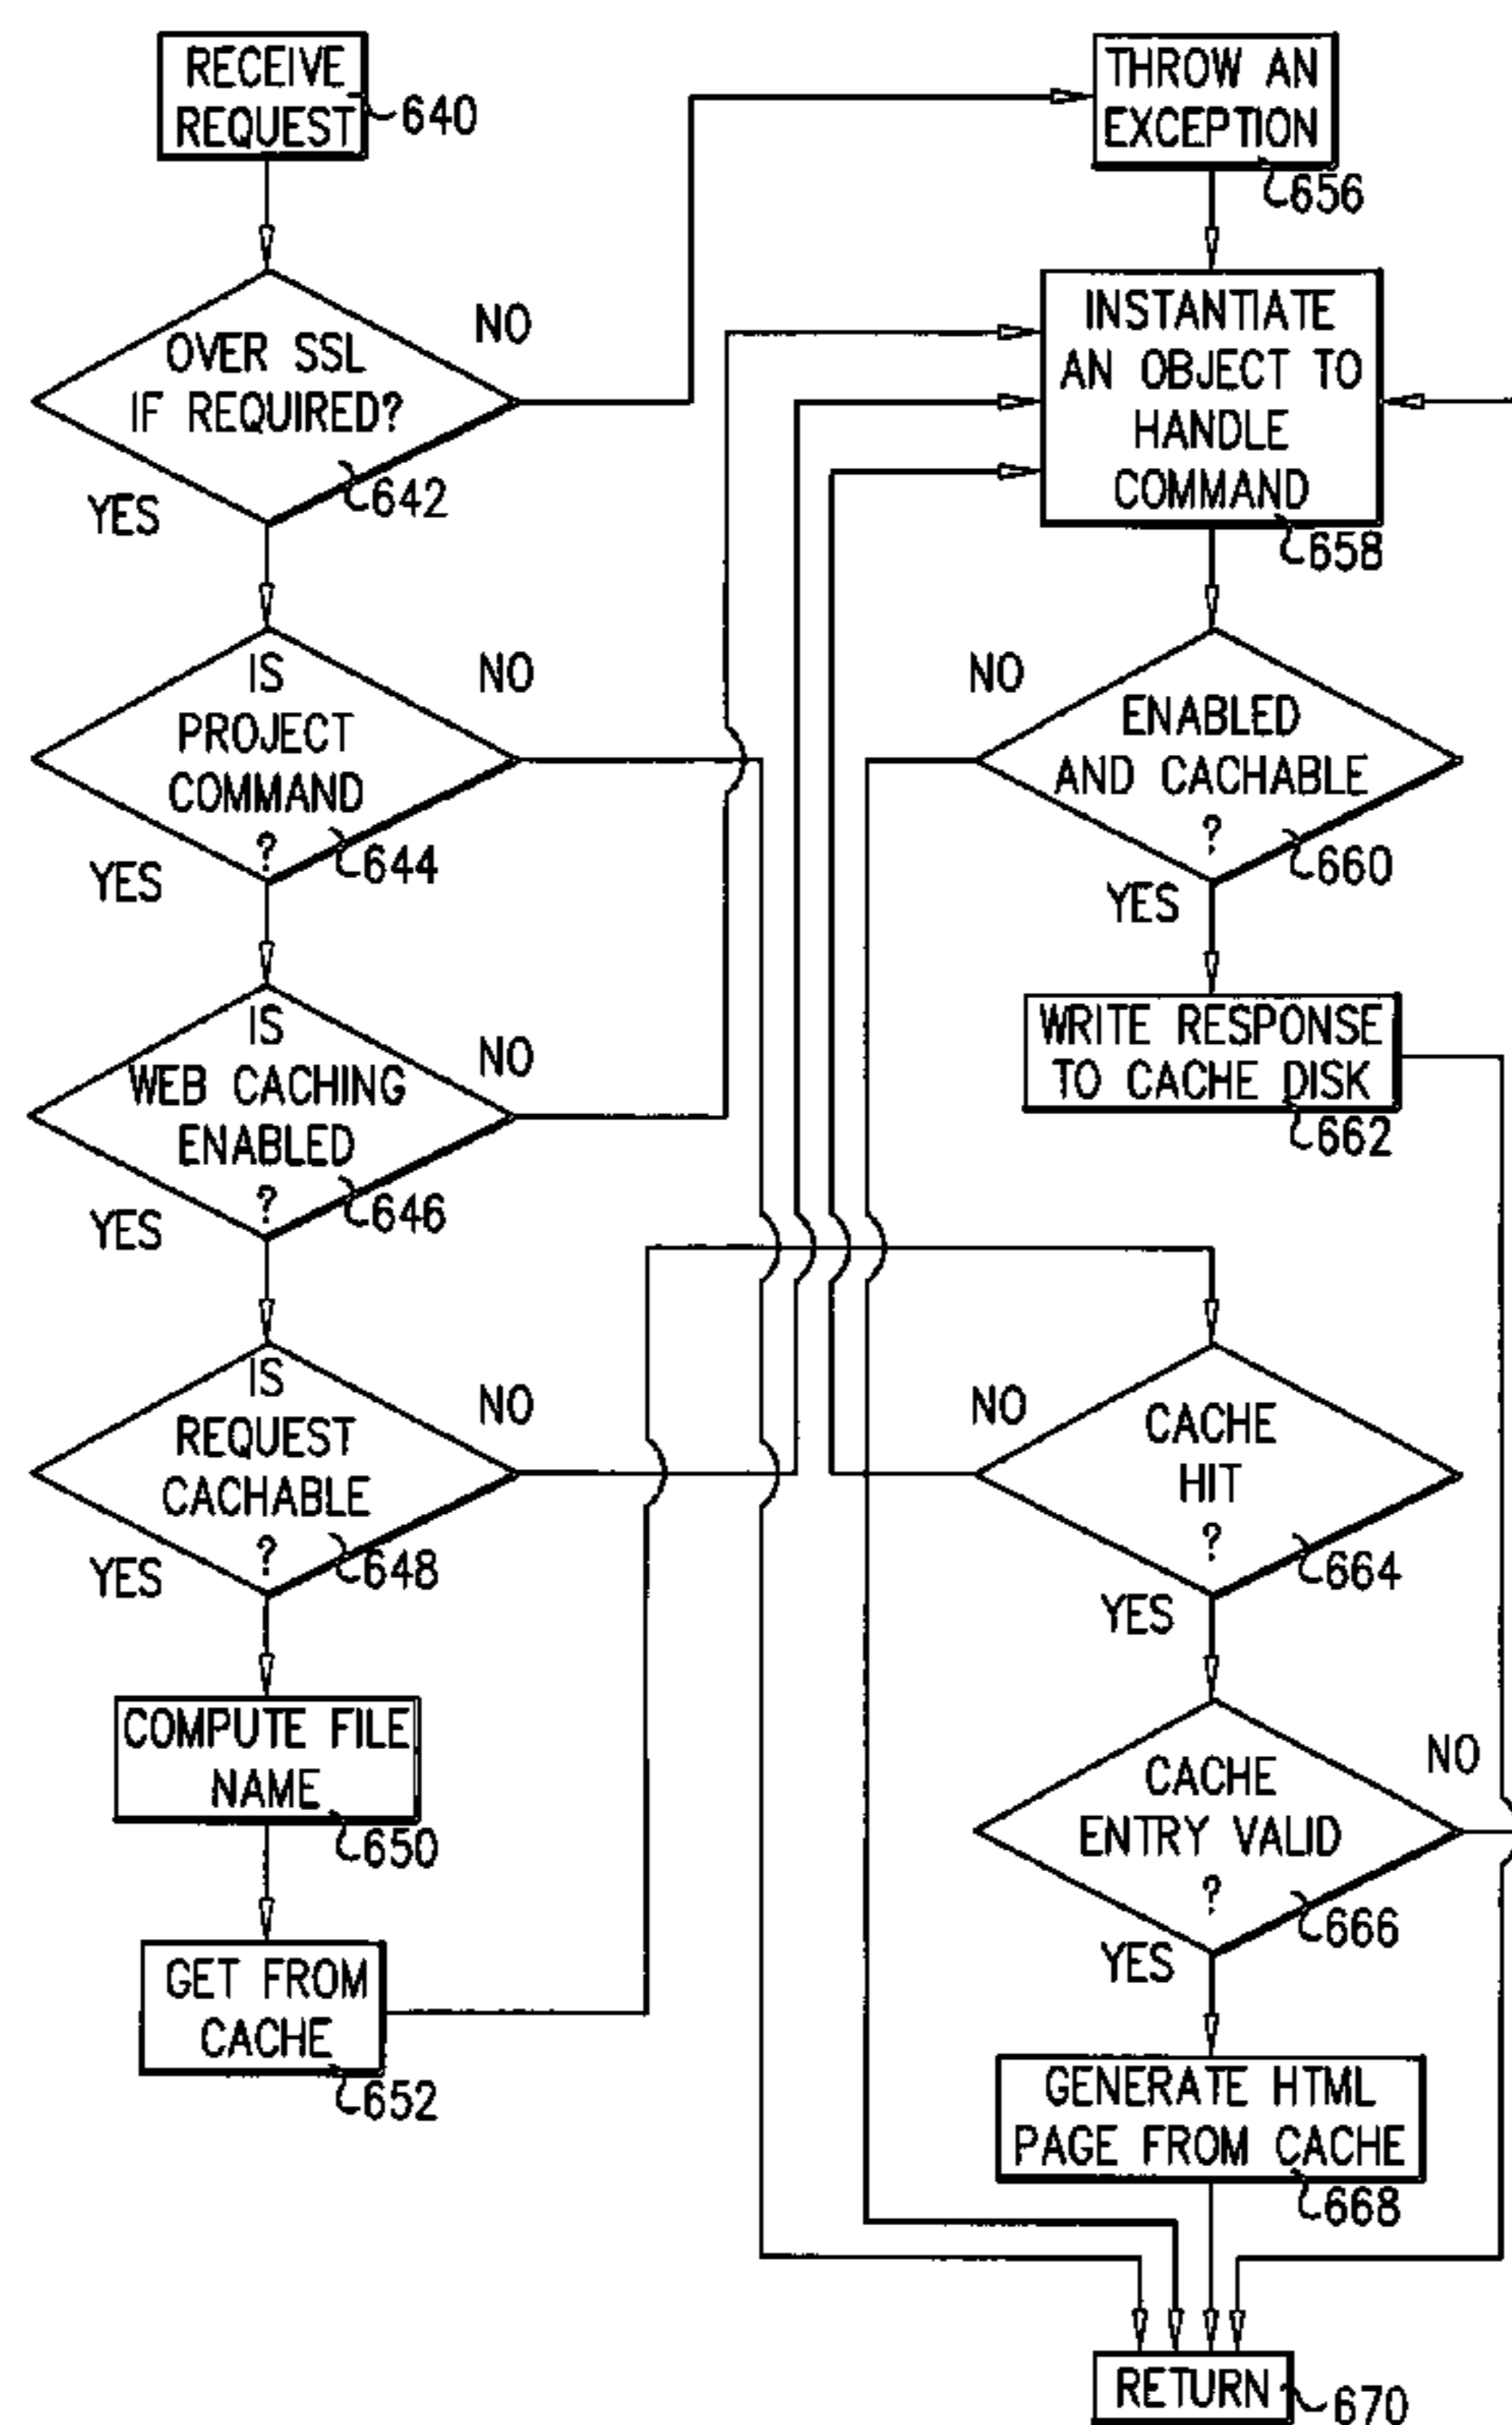 RECEIVE
REQUEST
640
OVER SSL
IF REQUIRED?
642
NO
YES
IS
PROJECT
COMMAND
?
644
NO
YES
IS
WEB CACHING
ENABLED
?
646
NO
YES
IS
REQUEST
CACHABLE
?
648
NO
YES
COMPUTE FILE
NAME
650
GET FROM
CACHE
652
THROW AN
EXCEPTION
656
INSTANTIATE
AN OBJECT TO
HANDLE
COMMAND
658
NO
ENABLED
AND CACHABLE
?
660
YES
WRITE RESPONSE
TO CACHE DISK
662
NO
CACHE
HIT
?
664
YES
CACHE
ENTRY VALID
?
666
NO
YES
GENERATE HTML
PAGE FROM CACHE
668
RETURN
670